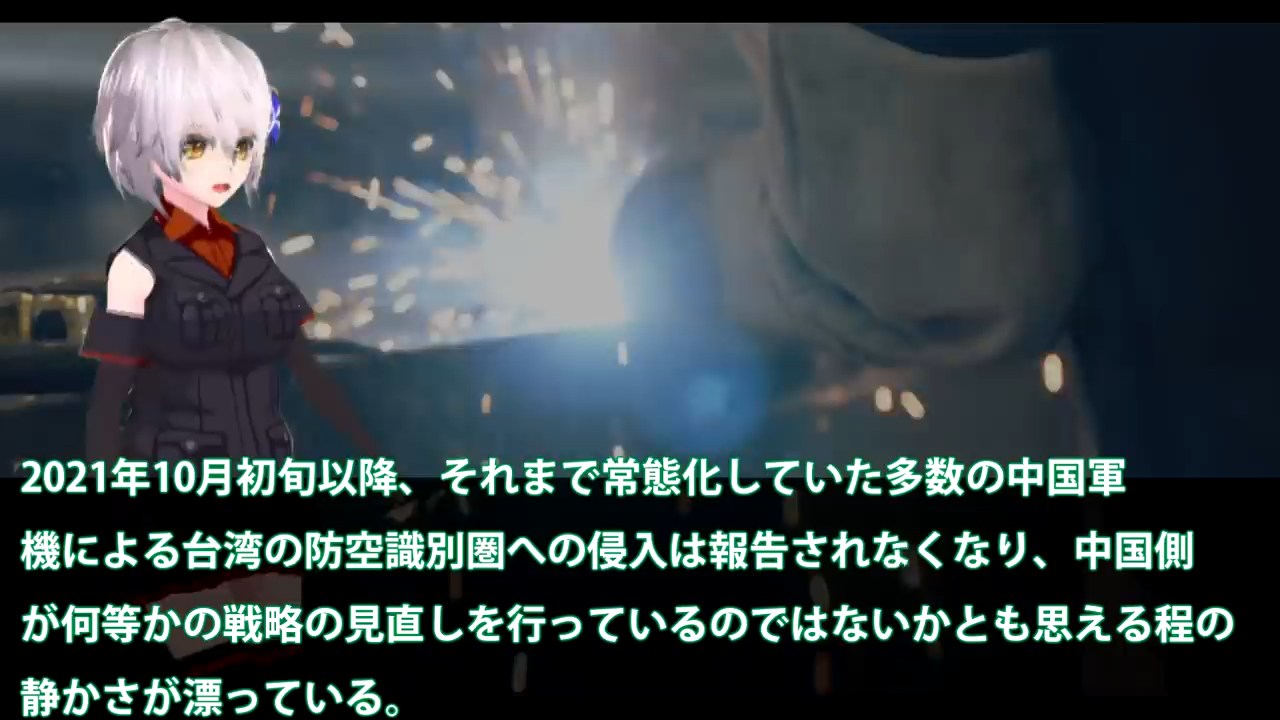 2021年10月初旬以降、それまで常態化していた多数の中国軍
機による台湾の防空識別圏への侵入は報告されなくなり、中国側
が何等かの戦略の見直しを行っているのではないかとも思える程の
静かさが漂っている。